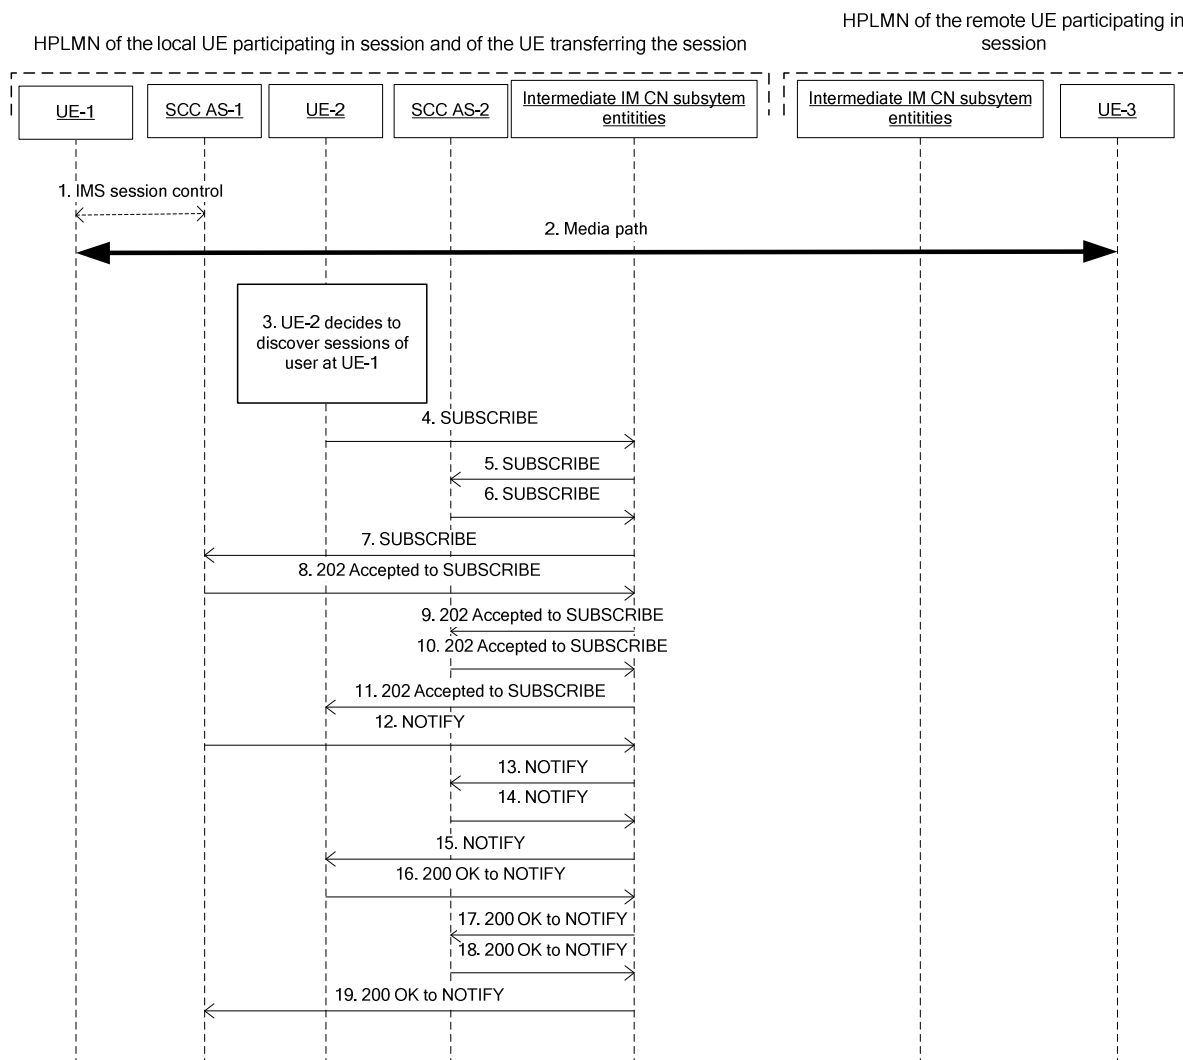 HPLMN of the local UE participating in session and of the UE transferring the session
HPLMN of the remote UE participating in
session
UE-1
SCC AS-1
UE-2
SCC AS-2
Intermediate IM CN subsytem
entitities
Intermediate IM CN subsytem
entitities
UE-3
1. IMS session control
2. Media path
3. UE-2 decides to
discover sessions of
user at UE-1
4. SUBSCRIBE
5. SUBSCRIBE
6. SUBSCRIBE
7. SUBSCRIBE
8. 202 Accepted to SUBSCRIBE
9. 202 Accepted to SUBSCRIBE
10. 202 Accepted to SUBSCRIBE
11. 202 Accepted to SUBSCRIBE
12. NOTIFY
13. NOTIFY
14. NOTIFY
15. NOTIFY
16. 200 OK to NOTIFY
17. 200 OK to NOTIFY
18. 200 OK to NOTIFY
19. 200 OK to NOTIFY